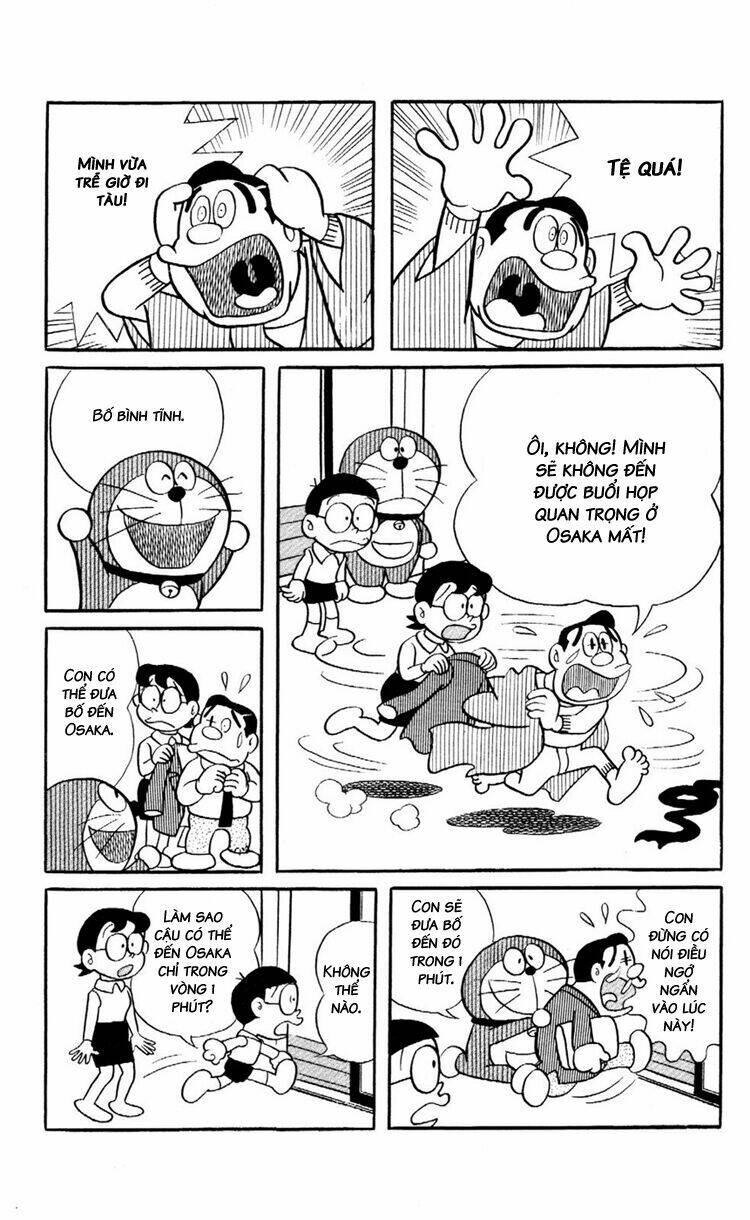 Tệ quá!
Mình vừa
trễ giờ đi
tàu!
Ôi, không! Mình
sẽ không đến
được buổi họp
quan trọng ở
Osaka mất!
Bố bình tĩnh.
Con có
thể đưa
bố đến
Osaka.
Con
đừng có
nói điều
ngớ
ngẩn
vào lúc
này!
Con sẽ
đưa bố
đến đó
trong 1
phút.
Không
thể
nào.
Làm sao
cậu có thể
đến Osaka
chỉ trong
vòng 1
phút?